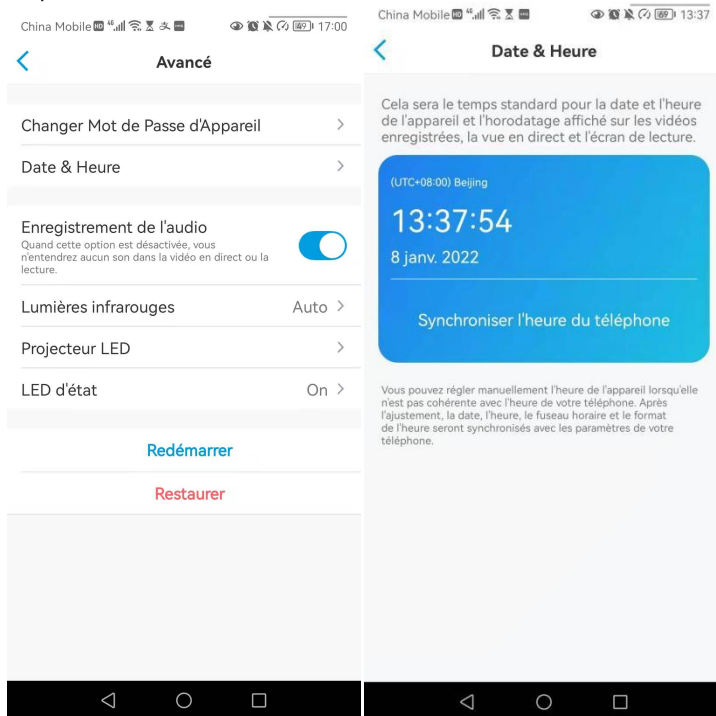 China Mobile HD 4G 49 17:00
Avancé
Changer Mot de Passe d'Appareil
Date & Heure
Enregistrement de l'audio
Quand cette option est désactivée, vous
n'entendrez aucun son dans la vidéo en direct ou la
lecture.
Lumières infrarouges Auto
Projecteur LED
LED d'état On
Redémarrer
Restaurer
China Mobile HD 4G 69 13:37
Date & Heure
Cela sera le temps standard pour la date et l'heure
de l'appareil et l'horodatage affiché sur les vidéos
enregistrées, la vue en direct et l'écran de lecture.
(UTC+08:00) Beijing
13:37:54
8 janv. 2022
Synchroniser l'heure du téléphone
Vous pouvez régler manuellement l'heure de l'appareil lorsqu'elle
n'est pas cohérente avec l'heure de votre téléphone. Après
l'ajustement, la date, l'heure, le fuseau horaire et le format
de l'heure seront synchronisés avec les paramètres de votre
téléphone.